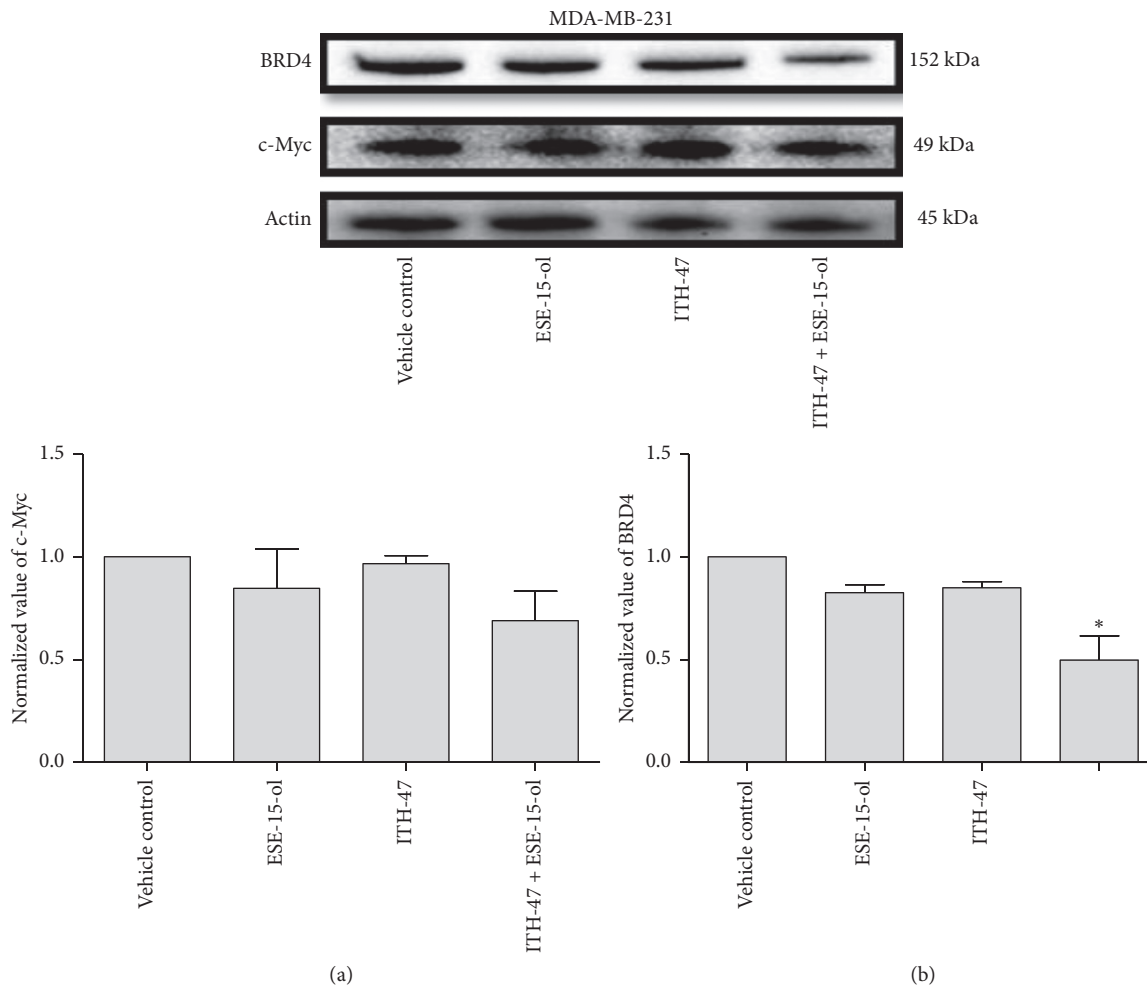 MDA-MB-231
BRD4
152 kDa
c-Myc
49 kDa
Actin
45 kDa
Vehicle control
ESE-15-ol
ITH-47
ITH-47 + ESE-15-ol
Normalized value of c-Myc
1.5
1.0
0.5
0.0
Vehicle control
ESE-15-ol
ITH-47
ITH-47 + ESE-15-ol
(a)
Normalized value of BRD4
1.5
1.0
0.5
0.0
*
Vehicle control
ESE-15-ol
ITH-47
(b)